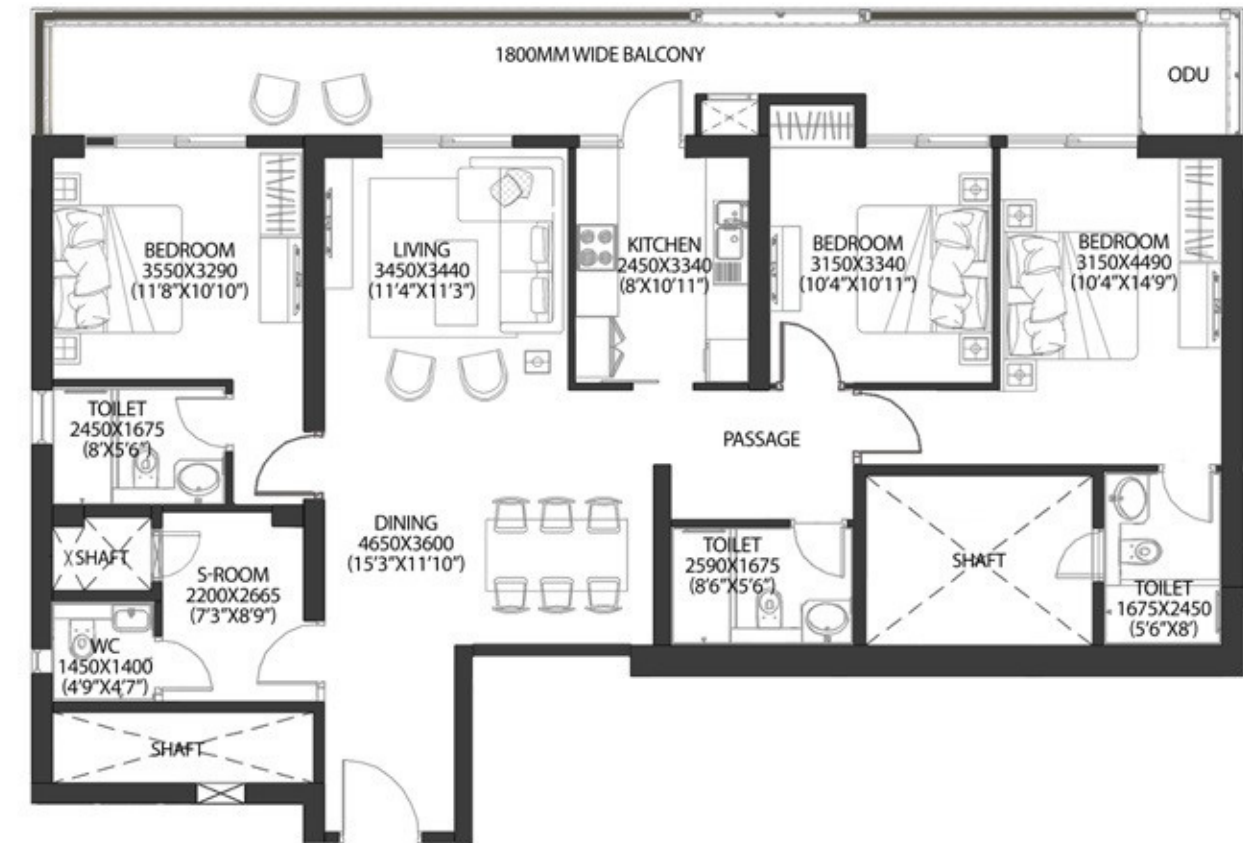 1800MM WIDE BALCONY
ODU
BEDROOM
3550X3290
(11'8"X10'10")
LIVING
3450X3440
(11'4"X11'3")
KITCHEN
2450X3340
(8'X10'11")
BEDROOM
3150X3340
(10'4"X10'11")
BEDROOM
3150X4490
(10'4"X14'9")
TOILET
2450X1675
(8'X5'6")
PASSAGE
DINING
4650X3600
(15'3"X11'10")
SHAFT
S-ROOM
2200X2665
(7'3"X8'9")
TOILET
2590X1675
(8'6"X5'6")
SHAFT
TOILET
1675X2450
(5'6"X8')
WC
1450X1400
(4'9"X4'7")
SHAFT